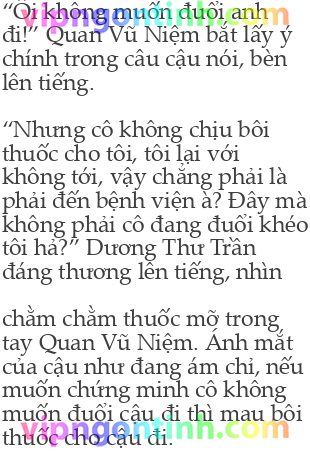 “Ôi không muốn đuổi anh
vipngontinh.com
đi!” Quan Vũ Niệm bắt lấy ý
chính trong câu cậu nói, bèn
lên tiếng.
“Nhưng cô không chịu bôi
thuốc cho tôi, tôi lại với
không tới, vậy chẳng phải là
phải đến bệnh viện à? Đây mà
không phải cô đang đuổi khéo
tôi hả?” Dương Thư Trần
đáng thương lên tiếng, nhìn
chằm chằm thuốc mỡ trong
tay Quan Vũ Niệm. Ánh mắt
của cậu như đang ám chỉ, nếu
muốn chứng minh cô không
muốn đuổi cậu đi thì mau bôi
vipngontinh.com
thuốc cho cậu đi.